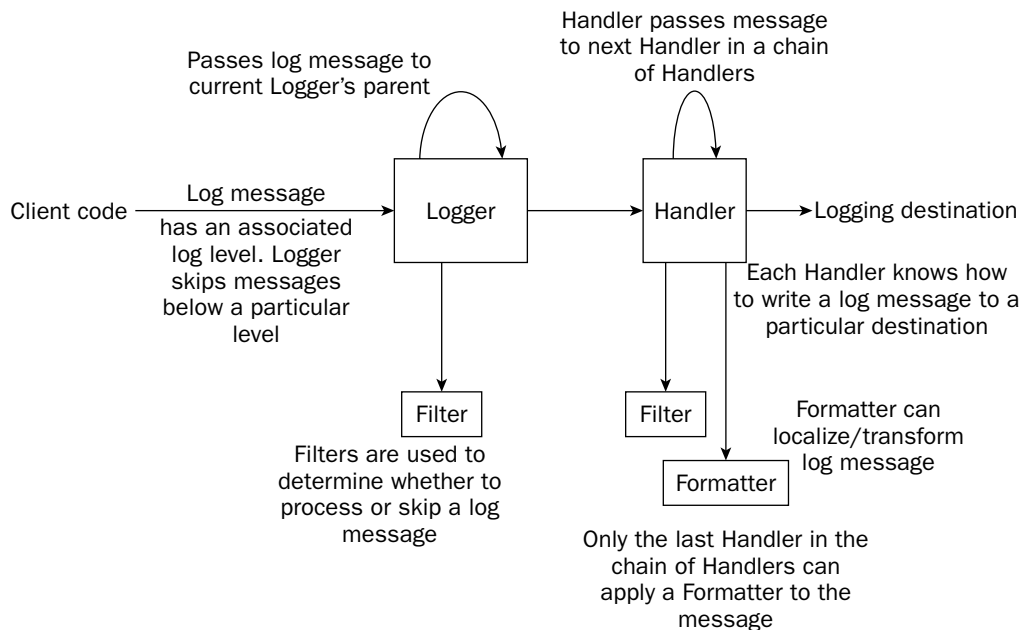 Handler passes message
to next Handler in a chain
of Handlers
Passes log message to
current Logger's parent
Client code
Log message
has an associated
log level. Logger
skips messages
below a particular
level
Logger
Handler
Logging destination
Each Handler knows how
to write a log message to a
particular destination
Filter
Filters are used to
determine whether to
process or skip a log
message
Filter
Formatter can
localize/transform
log message
Formatter
Only the last Handler in the
chain of Handlers can
apply a Formatter to the
message